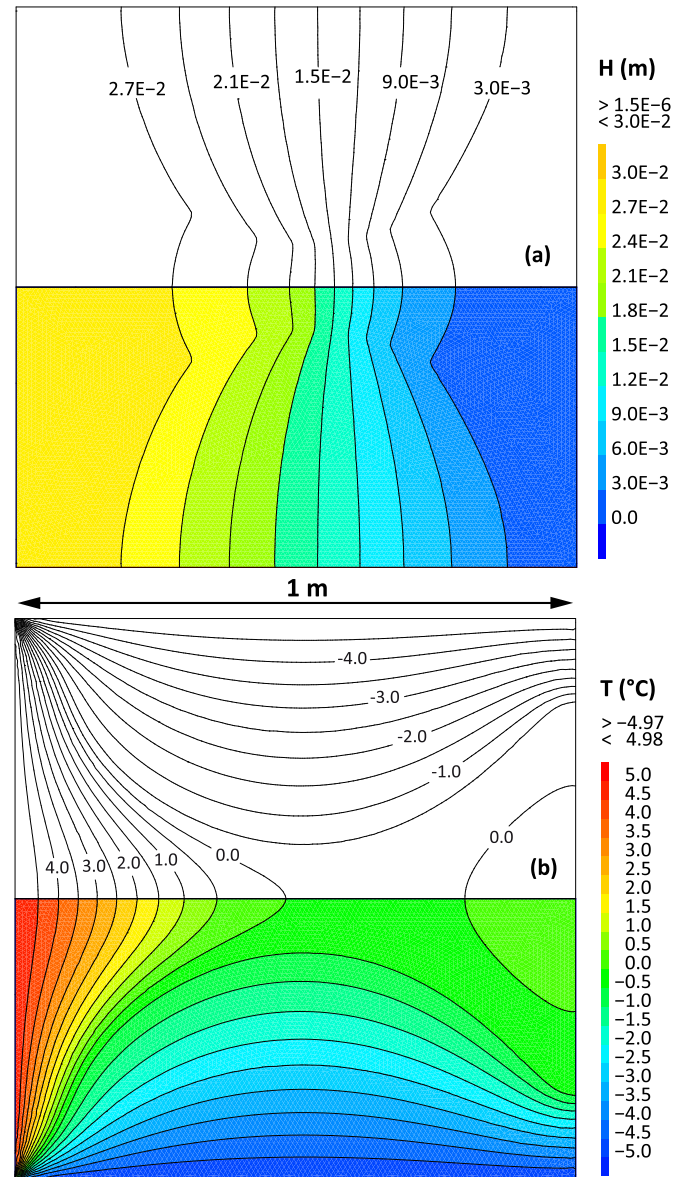 2.7E−2 2.1E−2 1.5E−2 9.0E−3 3.0E−3
(a)
H (m)
> 1.5E−6
< 3.0E−2
3.0E−2
2.7E−2
2.4E−2
2.1E−2
1.8E−2
1.5E−2
1.2E−2
9.0E−3
6.0E−3
3.0E−3
0.0
1 m
-4.0
-3.0
-2.0
-1.0
0.0
4.0 3.0 2.0 1.0 0.0
(b)
T (°C)
> −4.97
< 4.98
5.0
4.5
4.0
3.5
3.0
2.5
2.0
1.5
1.0
0.5
0.0
−0.5
−1.0
−1.5
−2.0
−2.5
−3.0
−3.5
−4.0
−4.5
−5.0